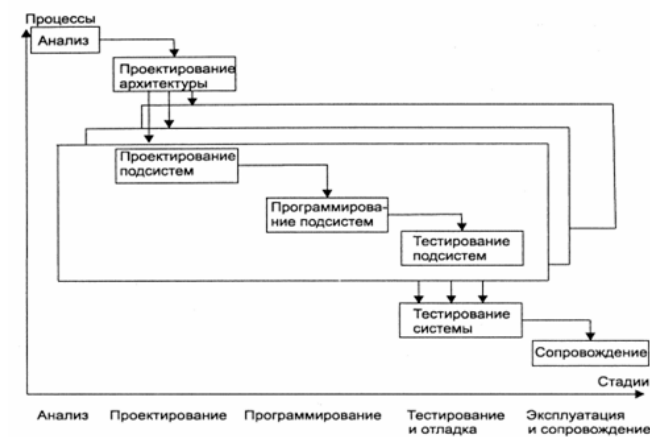 Процессы
Анализ
Проектирование
архитектуры
Проектирование
подсистем
Программирова-
ние подсистем
Тестирование
подсистем
Тестирование
системы
Сопровождение
Стадии
Анализ
Проектирование
Программирование
Тестирование
и отладка
Эксплуатация
и сопровождение